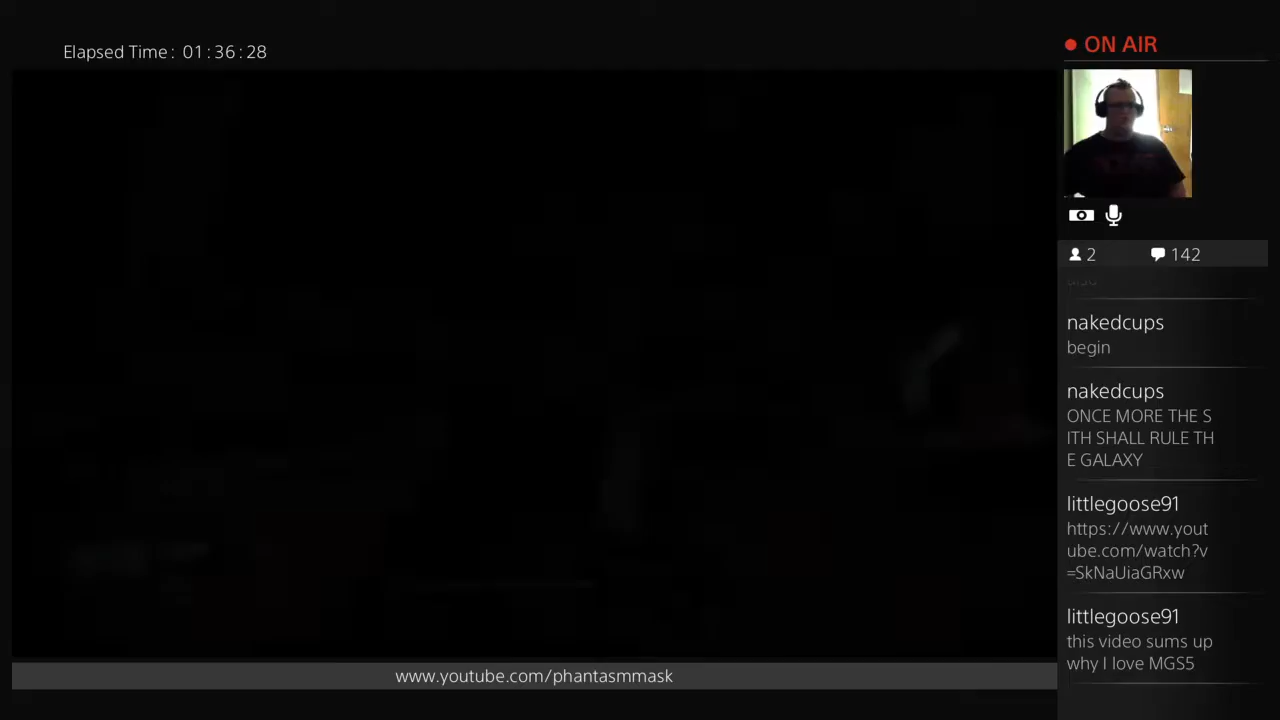 Elapsed Time: 01:36:28
ON AIR
2 142
nakedcups
begin
nakedcups
ONCE MORE THE S
ITH SHALL RULE TH
E GALAXY
littlegoose91
https://www.yout
ube.com/watch?v
=SkNaUiaGRxw
littlegoose91
this video sums up
why I love MGS5
www.youtube.com/phantasmmask